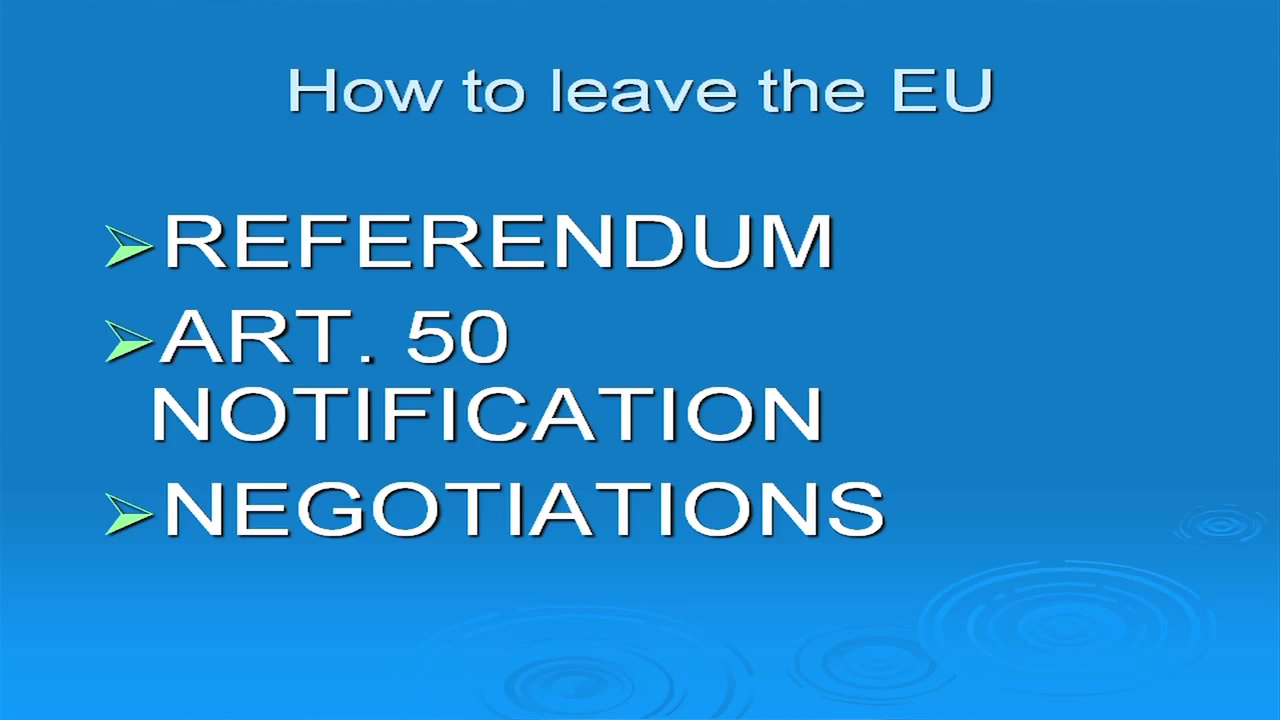 How to leave the EU
REFERENDUM
ART. 50
NOTIFICATION
NEGOTIATIONS